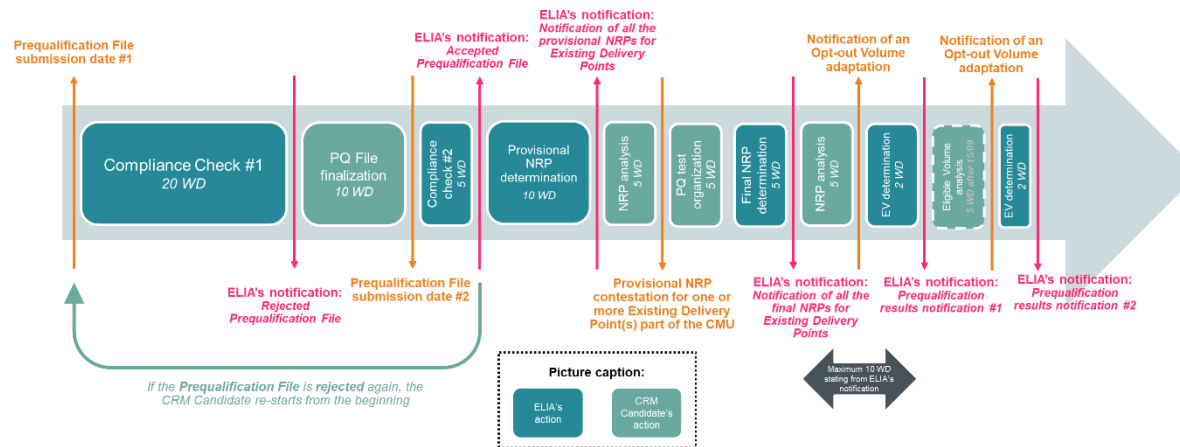 Prequalification File
submission date #1
ELIA's notification:
Accepted
Prequalification File
ELIA's notification:
Notification of all the
provisional NRPs for
Existing Delivery
Points
Notification of an
Opt-out Volume
adaptation
Notification of an
Opt-out Volume
adaptation
Compliance Check #1
20 WD
PQ File
finalization
10 WD
Compliance
check #2
5 WD
Provisional
NRP
determination
10 WD
NRP analysis
5 WD
PQ test
organization
5 WD
Final NRP
determination
5 WD
NRP analysis
5 WD
EV determination
2 WD
Eligible Volume
analysis
5 WD after 15/09
EV determination
2 WD
ELIA's notification:
Rejected
Prequalification File
Prequalification File
submission date #2
Provisional NRP
contestation for one or
more Existing Delivery
Point(s) part of the CMU
ELIA's notification:
Notification of all the
final NRPs for
Existing Delivery
Points
ELIA's notification:
Prequalification
results notification #1
ELIA's notification:
Prequalification
results notification #2
If the Prequalification File is rejected again, the
CRM Candidate re-starts from the beginning
Picture caption:
ELIA's
action
CRM
Candidate's
action
Maximum 10 WD
stating from ELIA's
notification